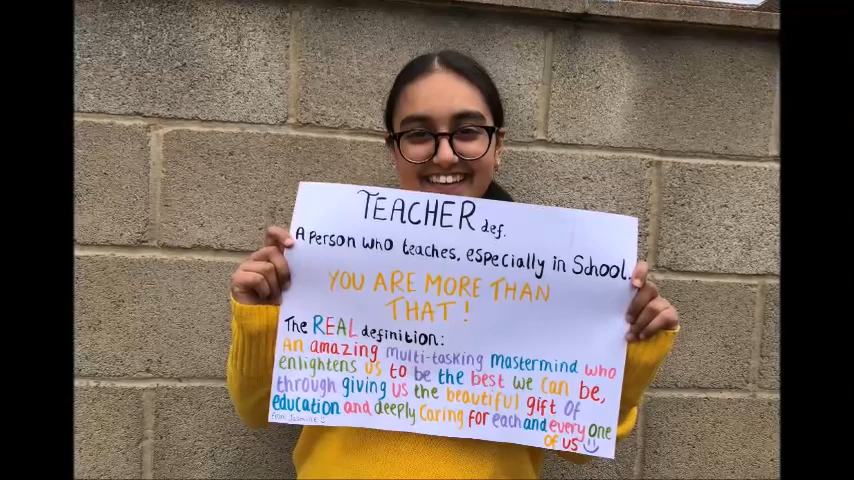 TEACHER def.
A Person who teaches, especially in School.
YOU ARE MORE THAN
THAT!
The REAL definition:
An amazing multi-tasking mastermind who
enlightens us to be the best we can be,
through giving us the beautiful gift of
education and deeply Caring for each and every one
of us
From Jasmine